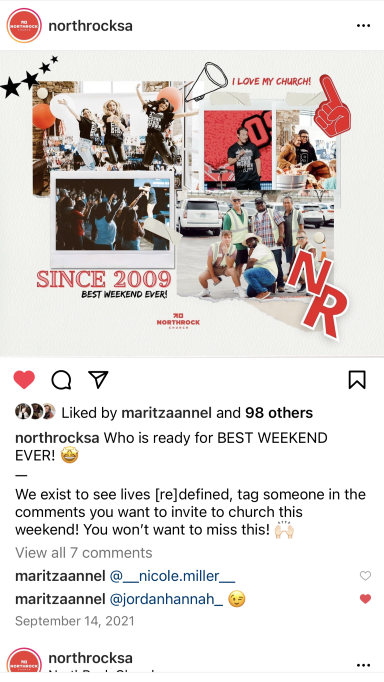 northrocksa
I LOVE MY CHURCH!
SINCE 2009
BEST WEEKEND EVER!
NORTHROCK
CHURCH
NR
Liked by maritzaannel and 98 others
northrocksa Who is ready for BEST WEEKEND
EVER! 🤩
—
We exist to see lives [re]defined, tag someone in the
comments you want to invite to church this
weekend! You won’t want to miss this! 🙌🏻
View all 7 comments
maritzaannel @__nicole.miller__
maritzaannel @jordanhannah_ 😉
September 14, 2021
northrocksa